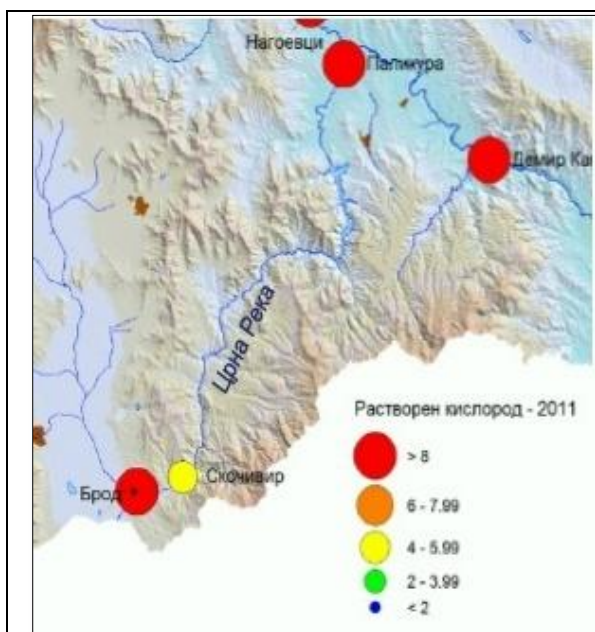 Нагоевци
Паликура
Демир Ка
Црна Река
Скочивир
Брод
Растворен кислород - 2011
> 8
6 - 7.99
4 - 5.99
2 - 3.99
< 2